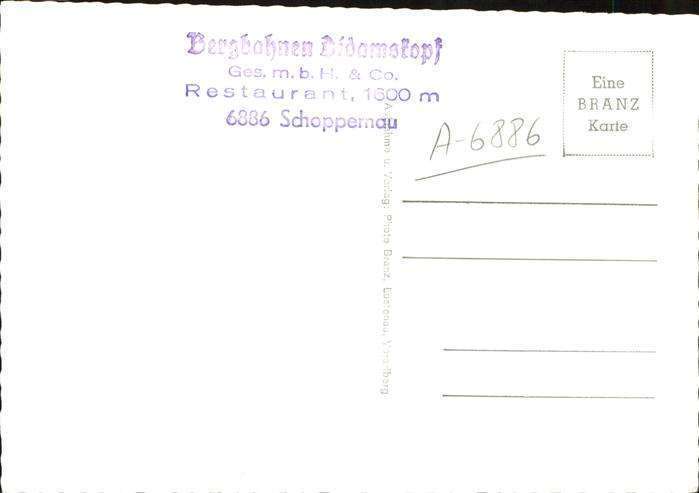 Bergbahnen Didamskopf
Ges. m. b. H. & Co.
Restaurant, 1600 m
6886 Schoppernau
A-6886
Eine
BRANZ
Karte
Aufnahme u. Verlag: Photo Branz, Lustenau, Vorarlberg